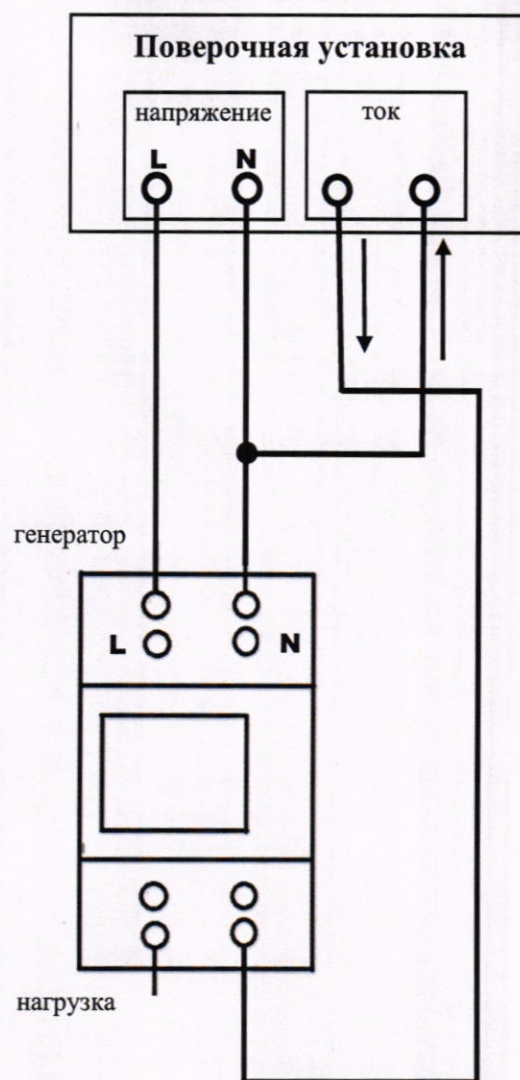 Поверочная установка
напряжение
ток
L N
генератор
L N
нагрузка